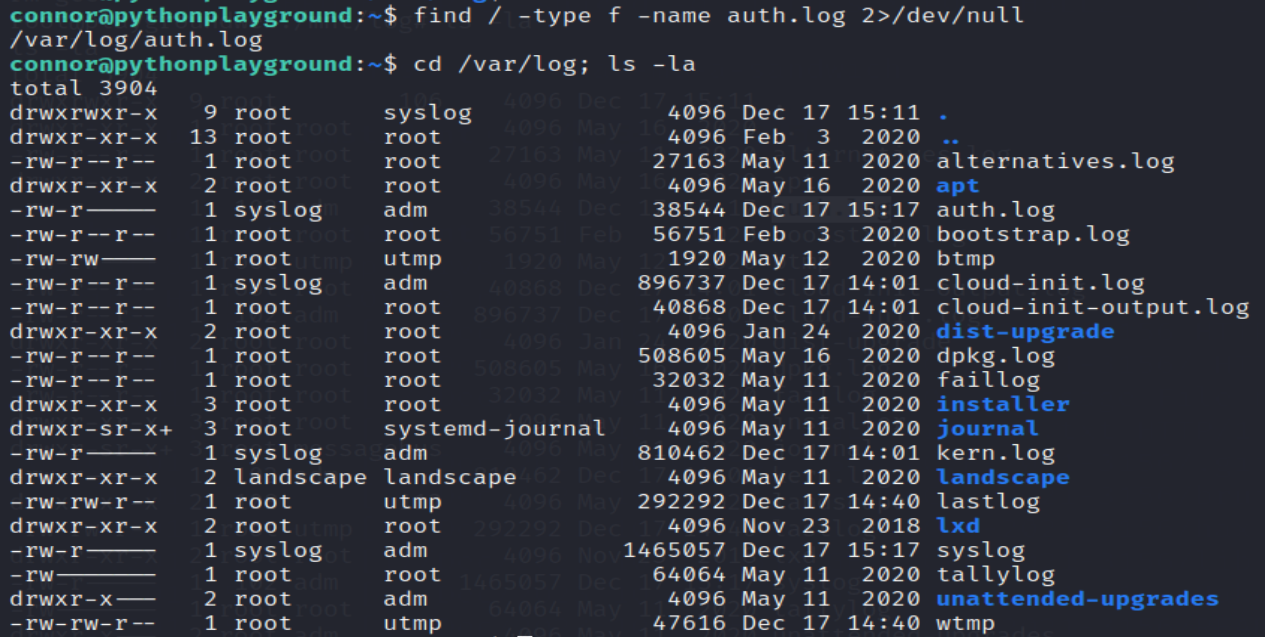 connor@pythonplayground:~$ find / -type f -name auth.log 2>/dev/null
/var/log/auth.log
connor@pythonplayground:~$ cd /var/log; ls -la
total 3904
drwxrwxr-x   9 root      syslog             4096 Dec 17 15:11 .
drwxr-xr-x  13 root      root               4096 Feb  3  2020 ..
-rw-r--r--   1 root      root              27163 May 11  2020 alternatives.log
drwxr-xr-x   2 root      root               4096 May 16  2020 apt
-rw-r-----   1 syslog    adm               38544 Dec 17 15:17 auth.log
-rw-r--r--   1 root      root              56751 Feb  3  2020 bootstrap.log
-rw-rw----   1 root      utmp               1920 May 12  2020 btmp
-rw-r--r--   1 syslog    adm              896737 Dec 17 14:01 cloud-init.log
-rw-r--r--   1 root      root              40868 Dec 17 14:01 cloud-init-output.log
drwxr-xr-x   2 root      root               4096 Jan 24  2020 dist-upgrade
-rw-r--r--   1 root      root             508605 May 16  2020 dpkg.log
-rw-r--r--   1 root      root              32032 May 11  2020 faillog
drwxr-xr-x   3 root      root               4096 May 11  2020 installer
drwxr-sr-x+  3 root      systemd-journal    4096 May 11  2020 journal
-rw-r-----   1 syslog    adm              810462 Dec 17 14:01 kern.log
drwxr-xr-x   2 landscape landscape          4096 May 11  2020 landscape
-rw-rw-r--   1 root      utmp             292292 Dec 17 14:40 lastlog
drwxr-xr-x   2 root      root               4096 Nov 23  2018 lxd
-rw-r-----   1 syslog    adm             1465057 Dec 17 15:17 syslog
-rw-------   1 root      root              64064 May 11  2020 tallylog
drwxr-x---   2 root      adm                4096 May 11  2020 unattended-upgrades
-rw-rw-r--   1 root      utmp              47616 Dec 17 14:40 wtmp